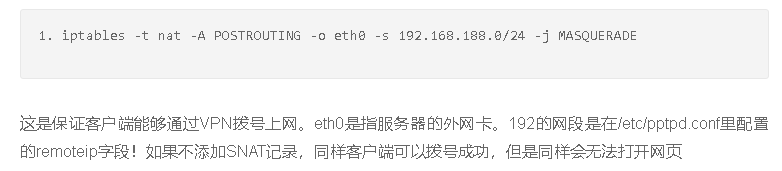 1. iptables -t nat -A POSTROUTING -o eth0 -s 192.168.188.0/24 -j MASQUERADE
这是保证客户端能够通过VPN拨号上网。eth0是指服务器的外网卡。192的网段是在/etc/pptpd.conf里配置
的remoteip字段！如果不添加SNAT记录，同样客户端可以拨号成功，但是同样会无法打开网页